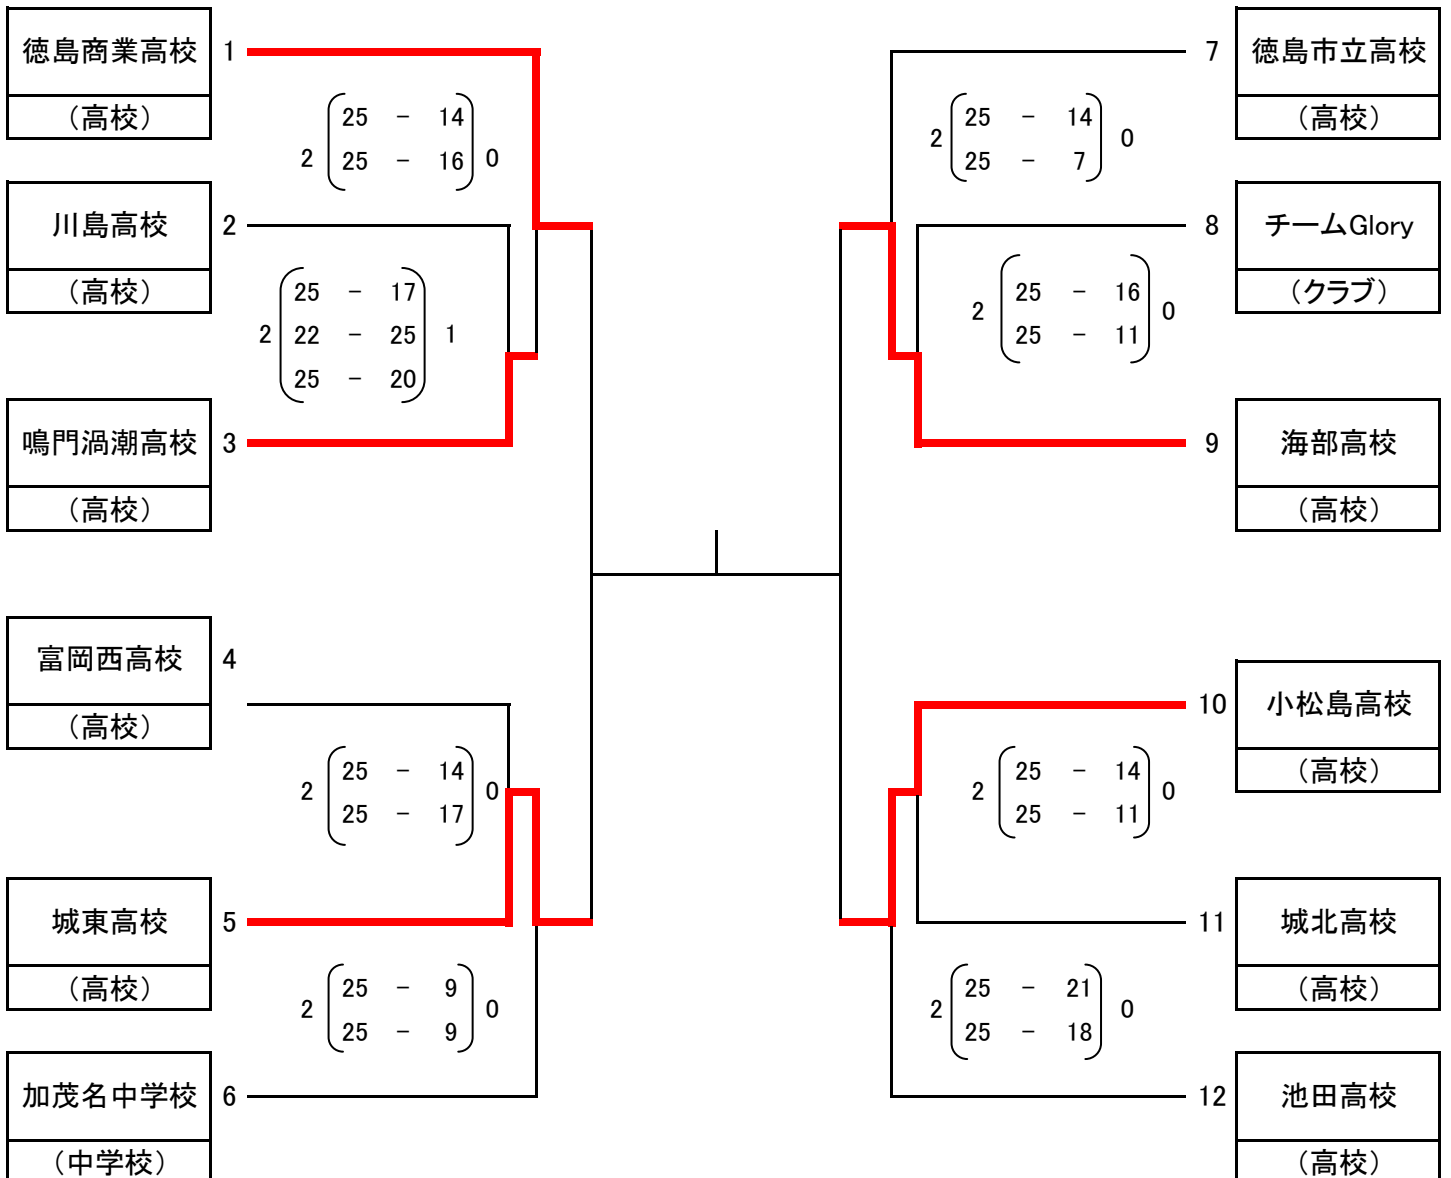 徳島商業高校 1
(高校)
2 25 - 14 0
25 - 16
川島高校 2
(高校)
25 - 17
2 22 - 25 1
25 - 20
鳴門渦潮高校 3
(高校)
富岡西高校 4
(高校)
25 - 14
2 0
25 - 17
城東高校 5
(高校)
25 - 9
2 0
25 - 9
加茂名中学校 6
(中学校)
7 徳島市立高校
(高校)
25 - 14
2 0
25 - 7
8 チームGlory
(クラブ)
25 - 16
2 0
25 - 11
9 海部高校
(高校)
10 小松島高校
(高校)
25 - 14
2 0
25 - 11
11 城北高校
(高校)
25 - 21
2 0
25 - 18
12 池田高校
(高校)